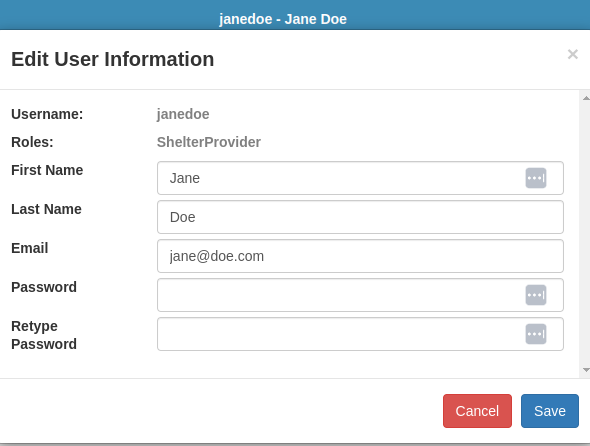 janedoe - Jane Doe
Edit User Information ×
Username: janedoe
Roles: ShelterProvider
First Name Jane
Last Name Doe
Email jane@doe.com
Password
Retype
Password
Cancel Save